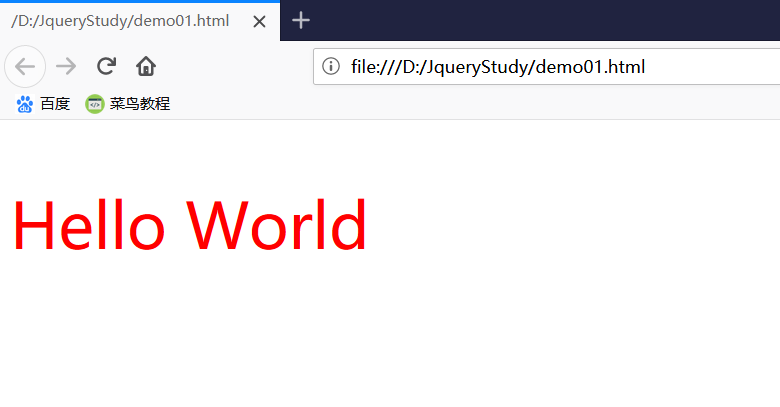 /D:/JqueryStudy/demo01.html
file:///D:/JqueryStudy/demo01.html
百度 菜鸟教程
Hello World